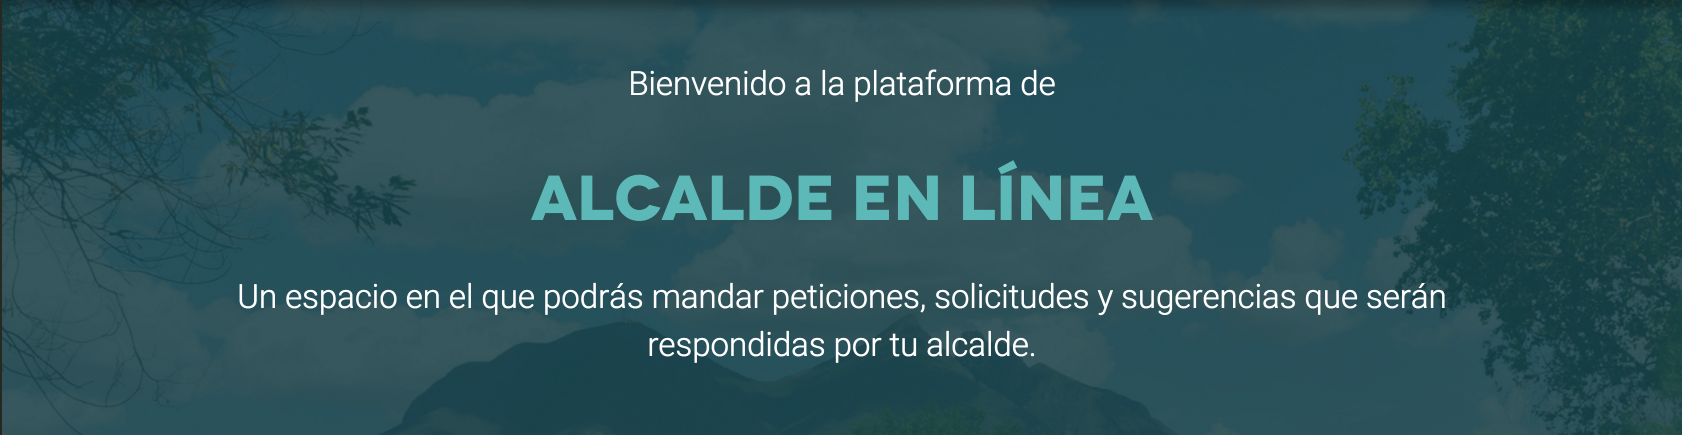 Bienvenido a la plataforma de
ALCALDE EN LÍNEA
Un espacio en el que podrás mandar peticiones, solicitudes y sugerencias que serán
respondidas por tu alcalde.